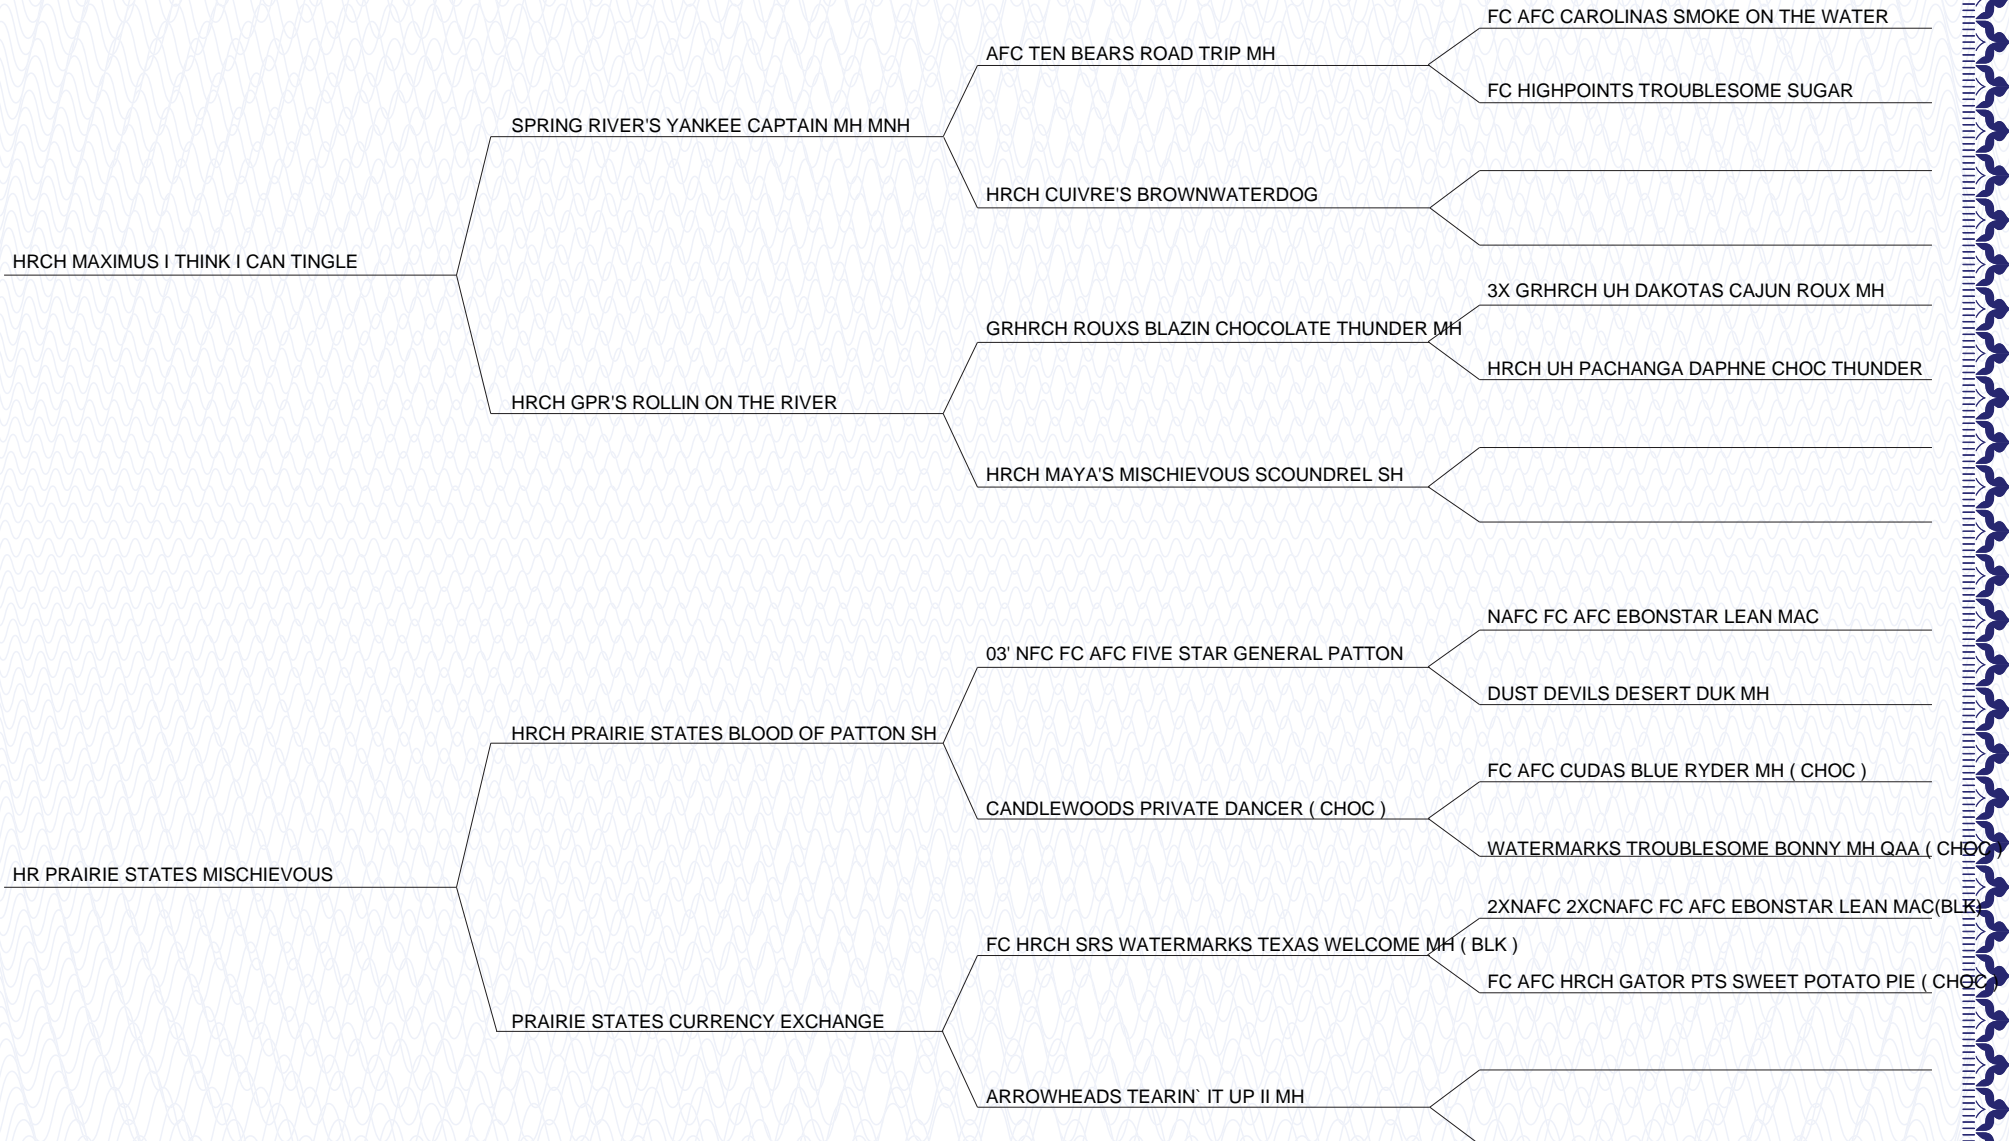 FC AFC CAROLINAS SMOKE ON THE WATER
AFC TEN BEARS ROAD TRIP MH
FC HIGHPOINTS TROUBLESOME SUGAR
SPRING RIVER'S YANKEE CAPTAIN MH MNH
HRCH CUIVRE'S BROWNWATERDOG
HRCH MAXIMUS I THINK I CAN TINGLE
3X GRHRCH UH DAKOTAS CAJUN ROUX MH
GRHRCH ROUXS BLAZIN CHOCOLATE THUNDER MH
HRCH UH PACHANGA DAPHNE CHOC THUNDER
HRCH GPR'S ROLLIN ON THE RIVER
HRCH MAYA'S MISCHIEVOUS SCOUNDREL SH
NAFC FC AFC EBONSTAR LEAN MAC
03' NFC FC AFC FIVE STAR GENERAL PATTON
DUST DEVILS DESERT DUK MH
HRCH PRAIRIE STATES BLOOD OF PATTON SH
FC AFC CUDAS BLUE RYDER MH ( CHOC )
CANDLEWOODS PRIVATE DANCER ( CHOC )
WATERMARKS TROUBLESOME BONNY MH QAA ( CHOC )
HR PRAIRIE STATES MISCHIEVOUS
2XNAFC 2XCNAFC FC AFC EBONSTAR LEAN MAC(BLK)
FC HRCH SRS WATERMARKS TEXAS WELCOME MH ( BLK )
FC AFC HRCH GATOR PTS SWEET POTATO PIE ( CHOC )
PRAIRIE STATES CURRENCY EXCHANGE
ARROWHEADS TEARIN` IT UP II MH